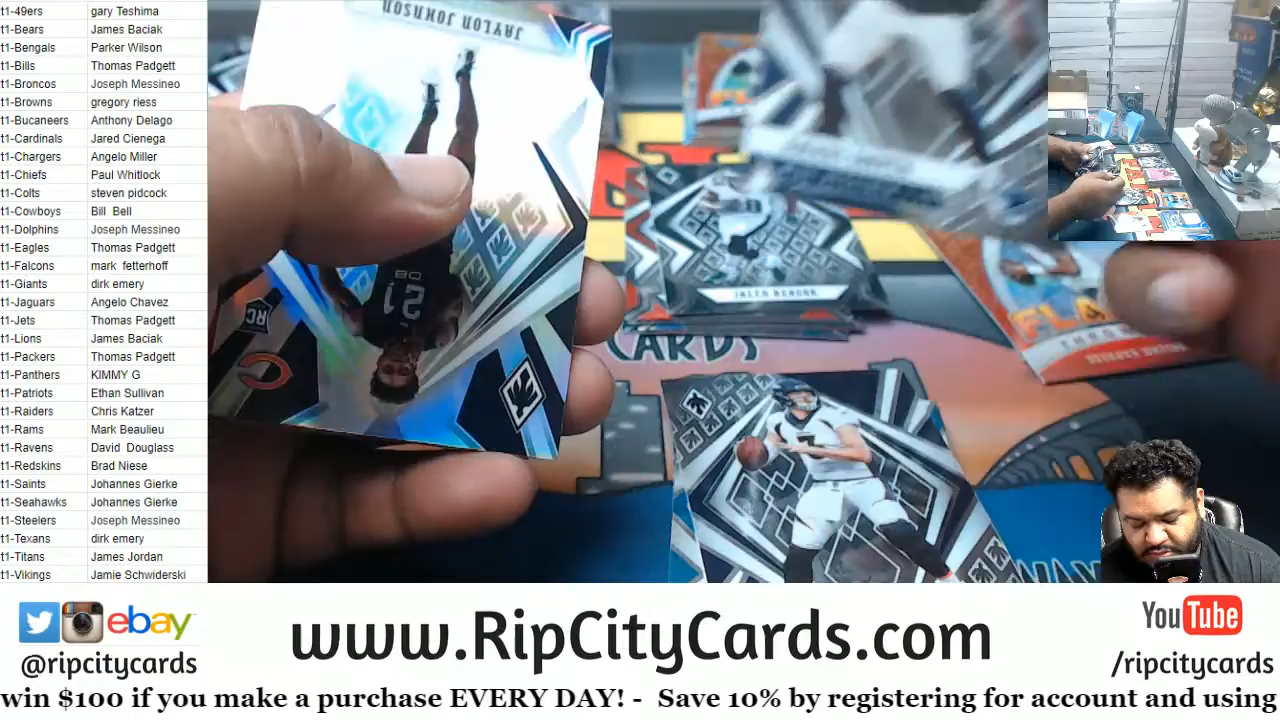 t1-49ers gary Teshima
t1-Bears James Baciak
t1-Bengals Parker Wilson
t1-Bills Thomas Padgett
t1-Broncos Joseph Messineo
t1-Browns gregory riess
t1-Bucaneers Anthony Delago
t1-Cardinals Jared Cienega
t1-Chargers Angelo Miller
t1-Chiefs Paul Whitlock
t1-Colts steven pidcock
t1-Cowboys Bill Bell
t1-Dolphins Joseph Messineo
t1-Eagles Thomas Padgett
t1-Falcons mark fetterhoff
t1-Giants dirk emery
t1-Jaguars Angelo Chavez
t1-Jets Thomas Padgett
t1-Lions James Baciak
t1-Packers Thomas Padgett
t1-Panthers KIMMY G
t1-Patriots Ethan Sullivan
t1-Raiders Chris Katzer
t1-Rams Mark Beaulieu
t1-Ravens David Douglass
t1-Redskins Brad Niese
t1-Saints Johannes Gierke
t1-Seahawks Johannes Gierke
t1-Steelers Joseph Messineo
t1-Texans dirk emery
t1-Titans James Jordan
t1-Vikings Jamie Schwiderski
JAYLON JOHNSON
21
RC
C
JALEN REAGOR
CARDS
ebay
@ripcitycards
www.RipCityCards.com
YouTube
/ripcitycards
win $100 if you make a purchase EVERY DAY! - Save 10% by registering for account and using